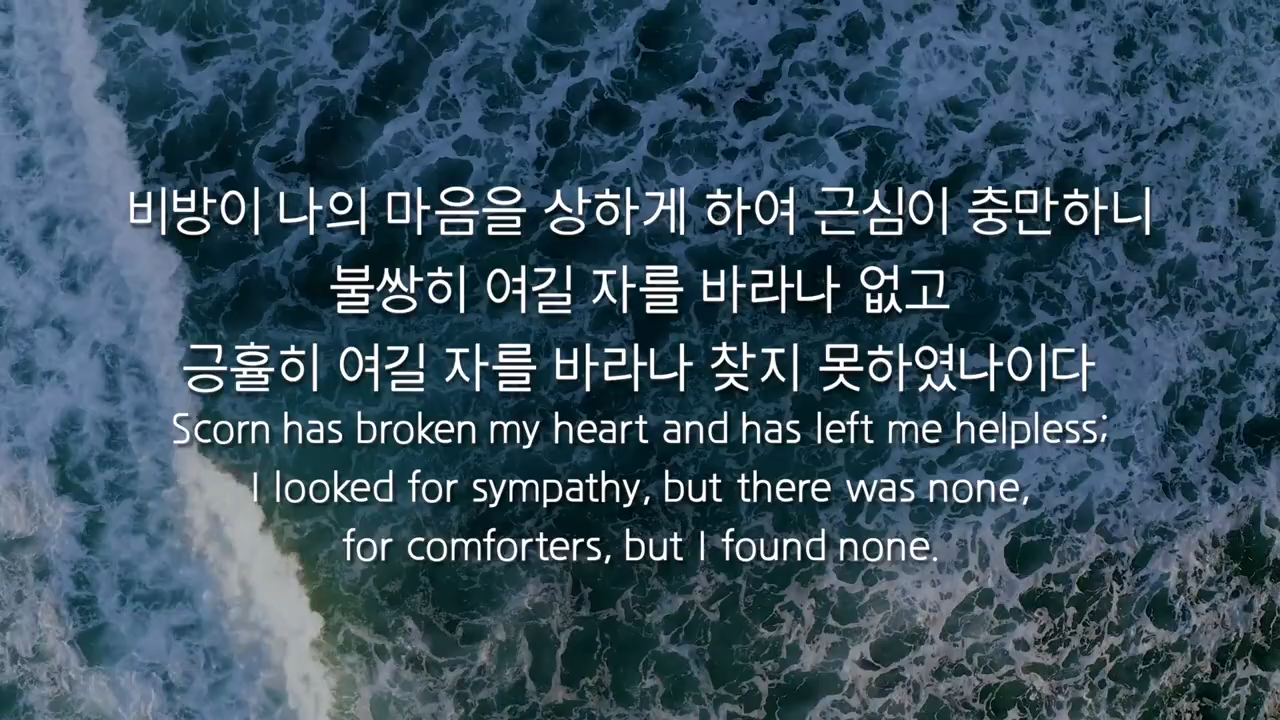 비방이 나의 마음을 상하게 하여 근심이 충만하니
불쌍히 여길 자를 바라나 없고
긍휼히 여길 자를 바라나 찾지 못하였나이다
Scorn has broken my heart and has left me helpless;
I looked for sympathy, but there was none,
for comforters, but I found none.